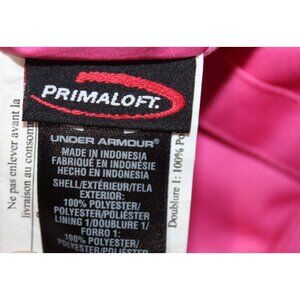 PRIMALOFT.
UNDER ARMOUR®
MADE IN INDONESIA
FABRIQUÉ EN INDONÉSIE
HECHO EN INDONESIA
SHELL/EXTÉRIEUR/TELA
EXTERIOR:
100% POLYESTER/
POLYESTER/POLIÉSTER
LINING 1/DOUBLURE 1/
FORRO 1:
100% POLYESTER/
POLYESTER/POLIÉSTER
Ne pas enlever avant la
livraison au consom
Doublure 1: 100% P